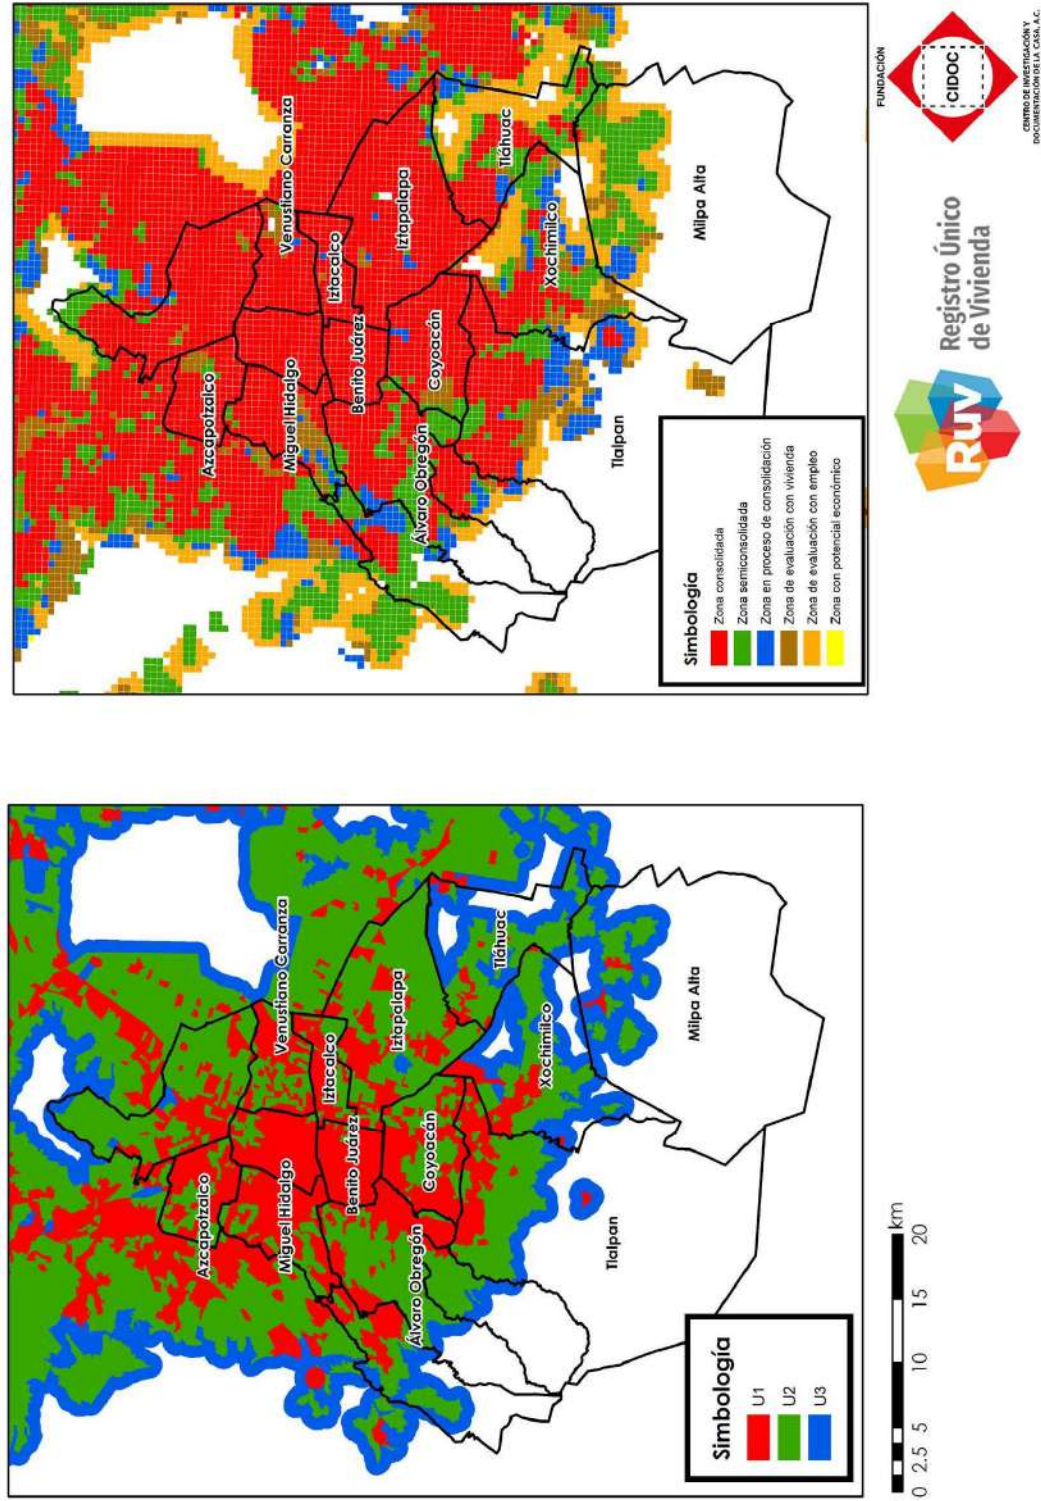 Simbología
U1
U2
U3
Azcapotzalco
Miguel Hidalgo
Venustiano Carranza
Iztacalco
Benito Juárez
Iztapalapa
Álvaro Obregón
Coyoacán
Tláhuac
Xochimilco
Tlalpan
Milpa Alta
0 2.5 5 10 15 20
km
Azcapotzalco
Miguel Hidalgo
Venustiano Carranza
Iztacalco
Benito Juárez
Iztapalapa
Álvaro Obregón
Coyoacán
Tláhuac
Xochimilco
Tlalpan
Milpa Alta
Simbología
Zona consolidada
Zona semiconsolidada
Zona en proceso de consolidación
Zona de evaluación con vivienda
Zona de evaluación con empleo
Zona con potencial económico
Ruv
Registro Único
de Vivienda
FUNDACIÓN
CIDOC
CENTRO DE INVESTIGACIÓN Y
DOCUMENTACIÓN DE LA CASA, A.C.